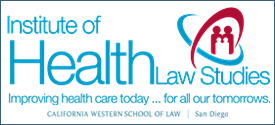 Institute of
Health Law Studies
Improving health care today ... for all our tomorrows.
CALIFORNIA WESTERN SCHOOL OF LAW | San Diego